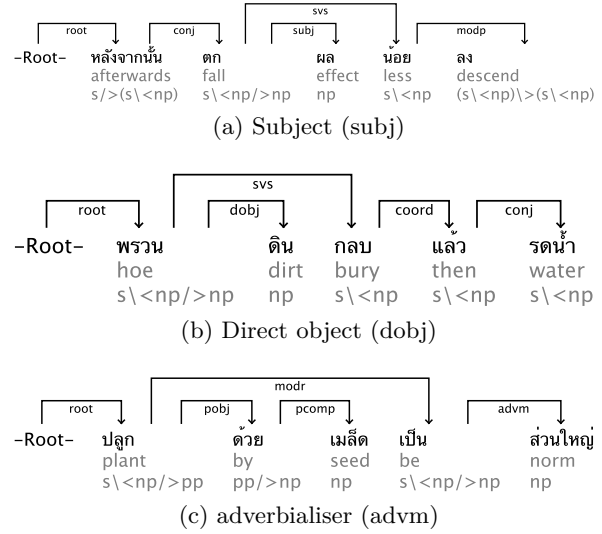 svs
root conj subj modp
–Root– หลังจากนั้น ตก ผล น้อย ลง
afterwards fall effect less descend
s/>(s\<np) s\<np/>np np s\<np (s\<np)\>(s\<np)
(a) Subject (subj)
svs
root dobj coord conj
–Root– พรวน ดิน กลบ แล้ว รดน้ำ
hoe dirt bury then water
s\<np/>np np s\<np s\<np s\<np
(b) Direct object (dobj)
modr
root pobj pcomp advm
–Root– ปลูก ด้วย เมล็ด เป็น ส่วนใหญ่
plant by seed be norm
s\<np/>pp pp/>np np s\<np/>np np
(c) adverbialiser (advm)